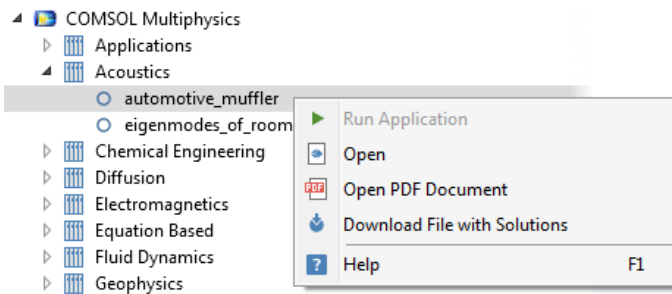 COMSOL Multiphysics
Applications
Acoustics
automotive_muffler
eigenmodes_of_room
Chemical Engineering
Diffusion
Electromagnetics
Equation Based
Fluid Dynamics
Geophysics
Run Application
Open
PDF Open PDF Document
Download File with Solutions
? Help F1